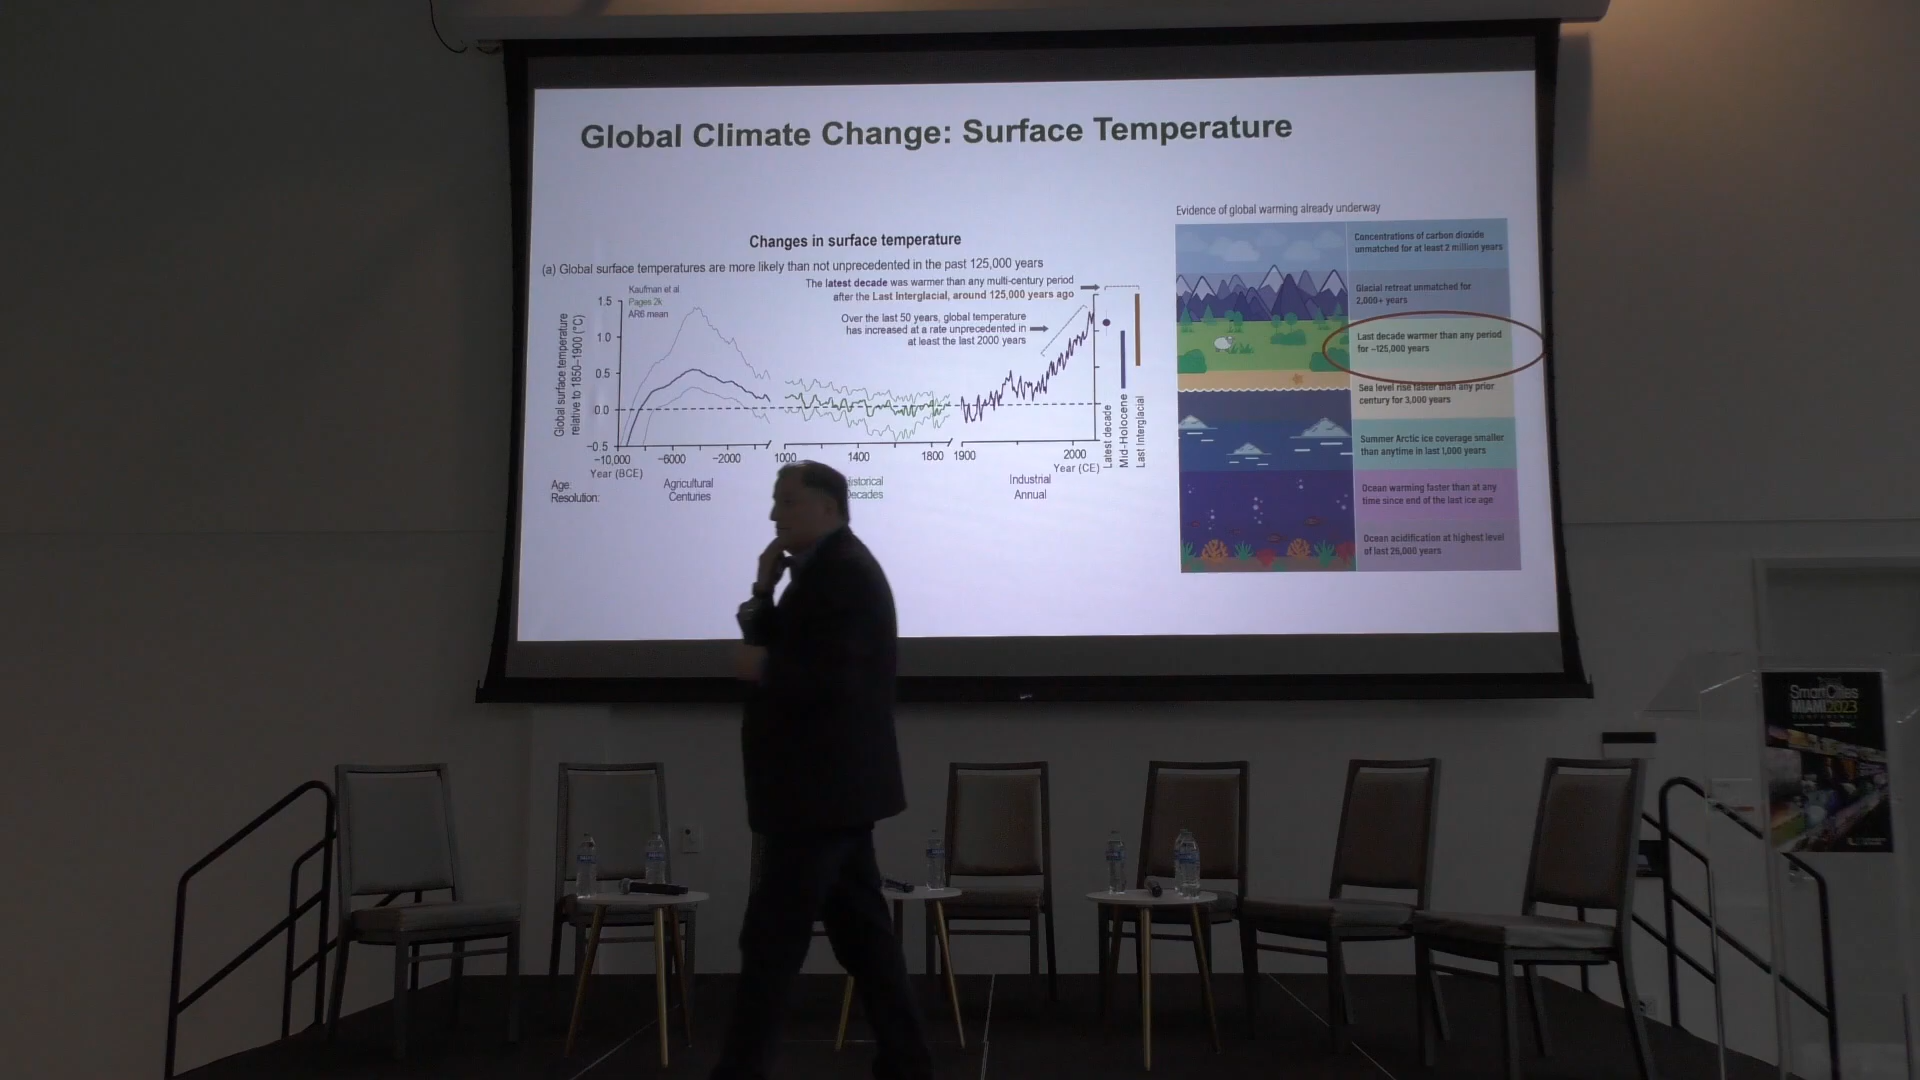 Global Climate Change: Surface Temperature
Evidence of global warming already underway
Changes in surface temperature
(a) Global surface temperatures are more likely than not unprecedented in the past 125,000 years
Kaufman et al
Pages 2k
AR6 mean
The latest decade was warmer than any multi-century period
after the Last Interglacial, around 125,000 years ago
Over the last 50 years, global temperature
has increased at a rate unprecedented in
at least the last 2000 years
Global surface temperature
relative to 1850–1900 (°C)
1.5
1.0
0.5
0.0
−0.5
−10,000
−6000
−2000
1000
1400
1800
1900
2000
Year (BCE)
Year (CE)
Latest decade
Mid-Holocene
Last Interglacial
Age:
Agricultural
Industrial
Resolution:
Centuries
Decades
Annual
Concentrations of carbon dioxide
unmatched for at least 2 million years
Glacial retreat unmatched for
2,000+ years
Last decade warmer than any period
for ~125,000 years
Sea level rise faster than any prior
century for 3,000 years
Summer Arctic ice coverage smaller
than anytime in last 1,000 years
Ocean warming faster than at any
time since end of the last ice age
Ocean acidification at highest level
of last 26,000 years
SmartCities
MIAMI2023
CONFERENCE